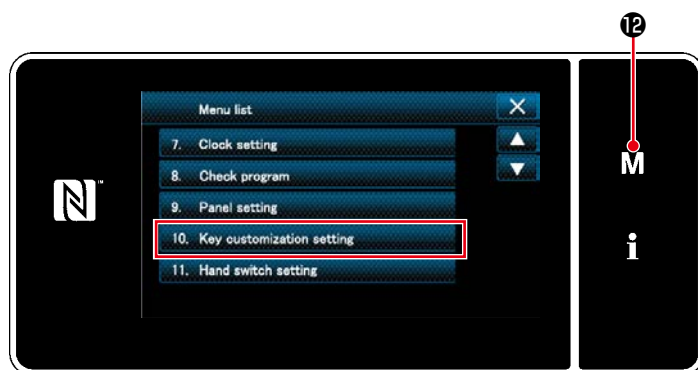 ⓬
Menu list
7. Clock setting
8. Check program
M
9. Panel setting
10. Key customization setting
i
11. Hand switch setting
N™